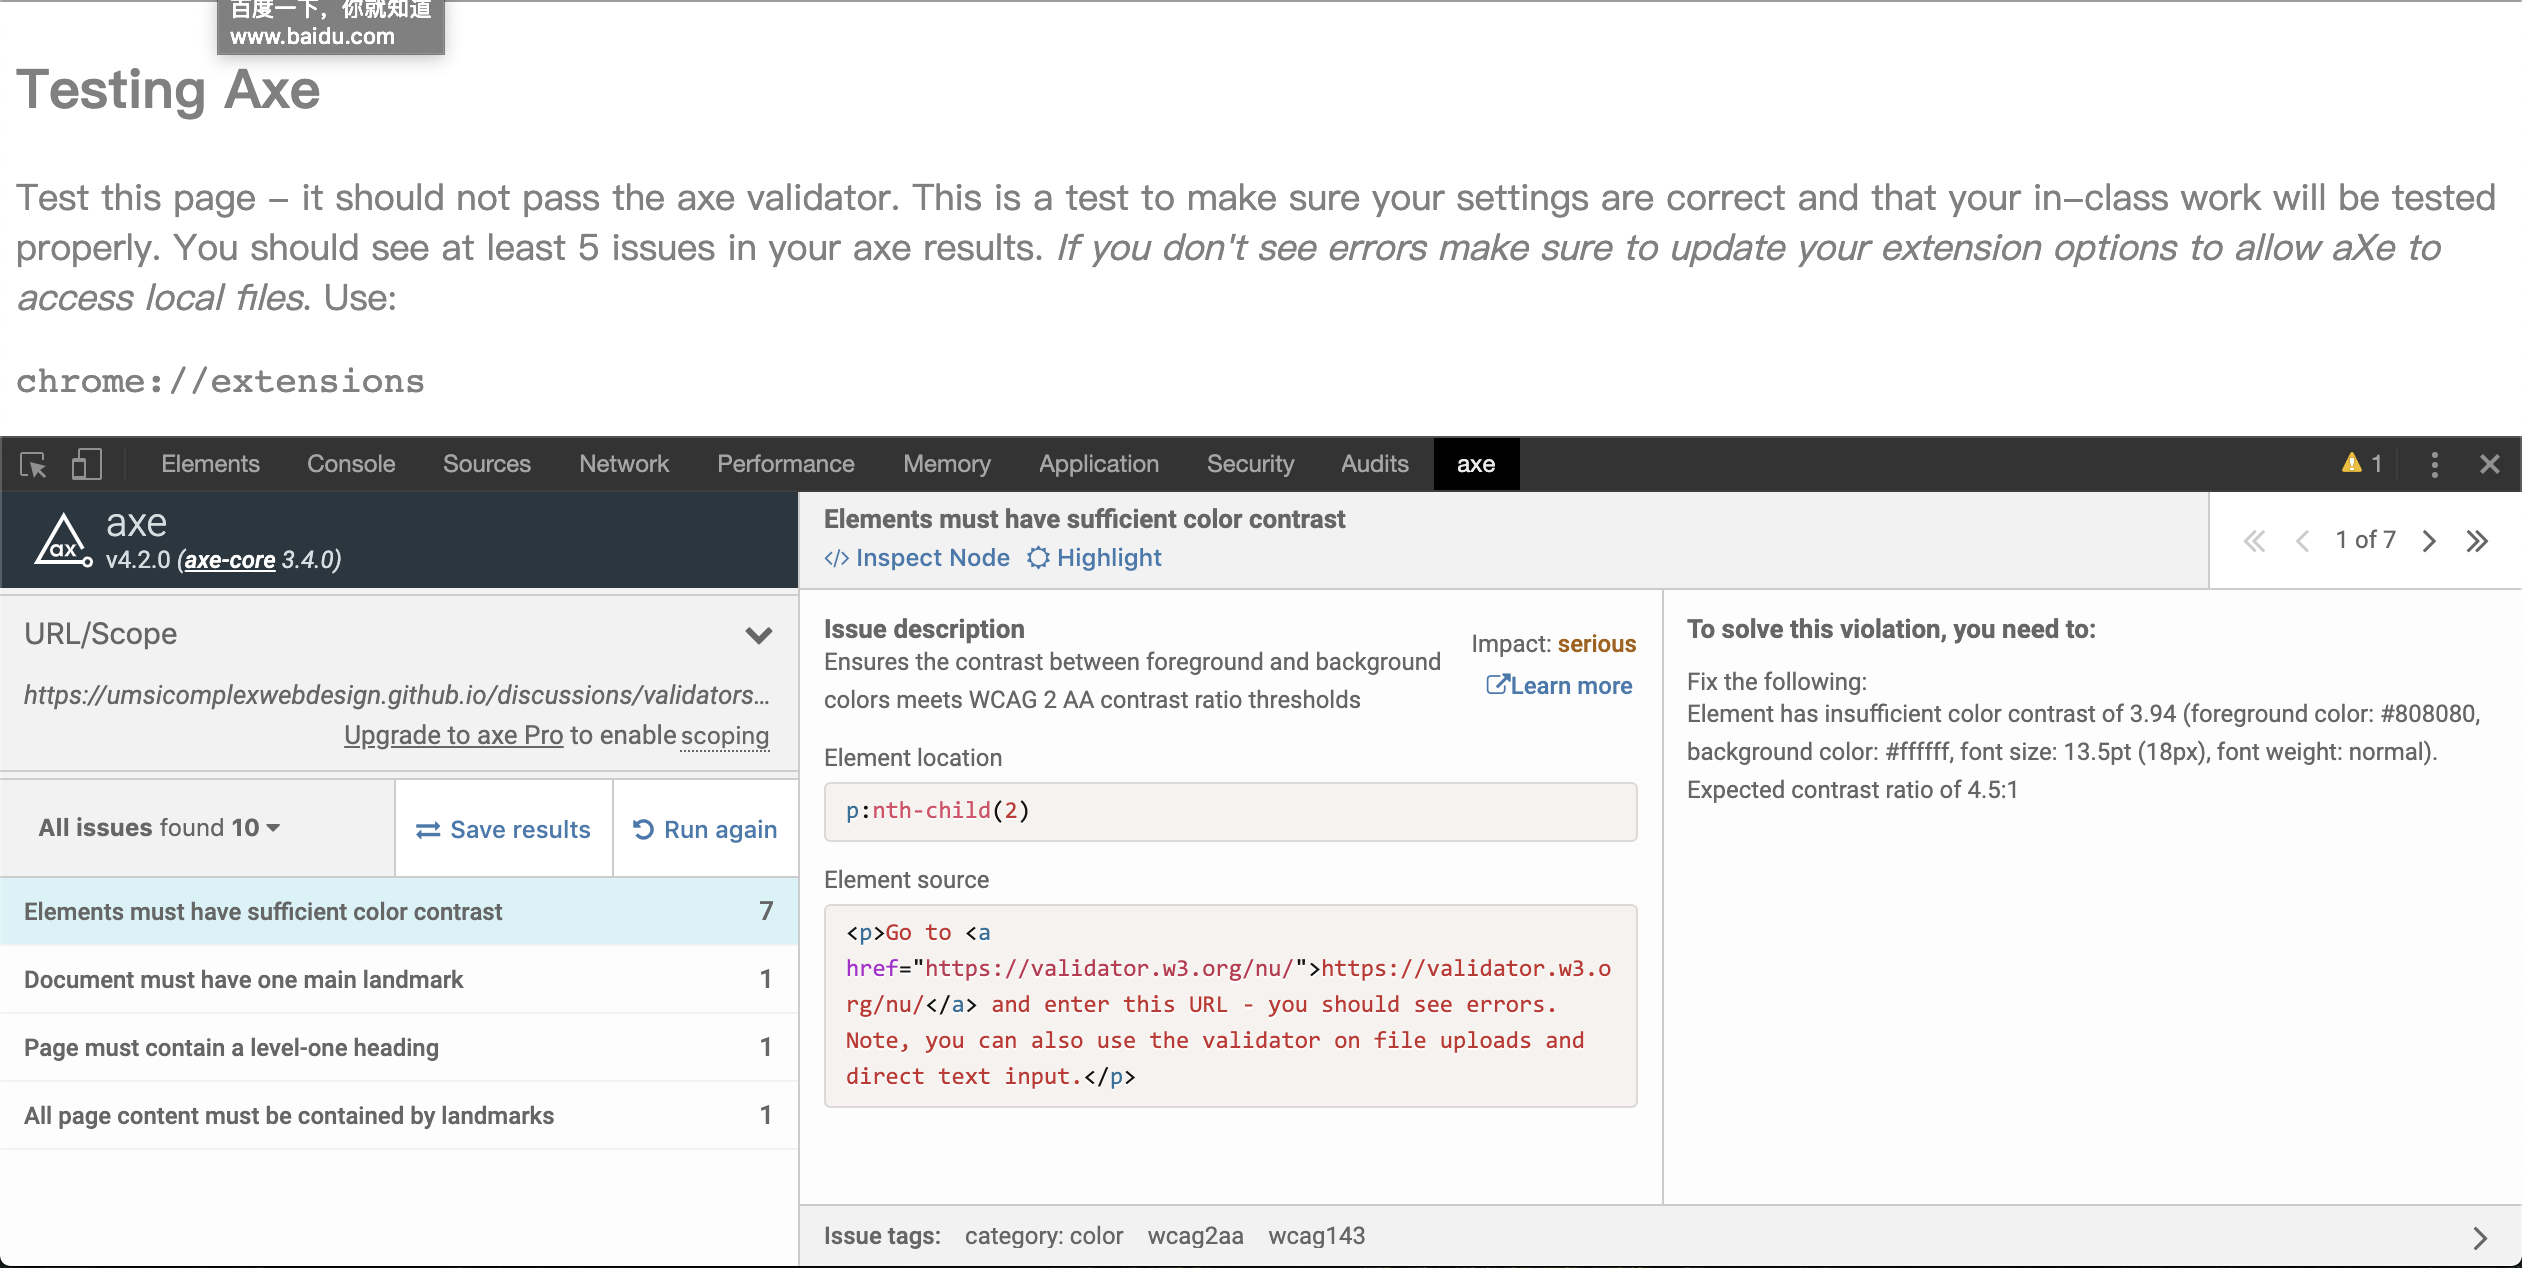 百度一下，你就知道
www.baidu.com
Testing Axe
Test this page – it should not pass the axe validator. This is a test to make sure your settings are correct and that your in–class work will be tested
properly. You should see at least 5 issues in your axe results. If you don't see errors make sure to update your extension options to allow aXe to
access local files. Use:
chrome://extensions
Elements Console Sources Network Performance Memory Application Security Audits axe 1
axe
v4.2.0 (axe-core 3.4.0)
URL/Scope
https://umsicomplexwebdesign.github.io/discussions/validators...
Upgrade to axe Pro to enable scoping
All issues found 10
Save results
Run again
Elements must have sufficient color contrast 7
Document must have one main landmark 1
Page must contain a level-one heading 1
All page content must be contained by landmarks 1
Elements must have sufficient color contrast
</> Inspect Node Highlight
1 of 7
Issue description
Ensures the contrast between foreground and background
colors meets WCAG 2 AA contrast ratio thresholds
Impact: serious
Learn more
Element location
p:nth-child(2)
Element source
<p>Go to <a
href="https://validator.w3.org/nu/">https://validator.w3.o
rg/nu/</a> and enter this URL - you should see errors.
Note, you can also use the validator on file uploads and
direct text input.</p>
To solve this violation, you need to:
Fix the following:
Element has insufficient color contrast of 3.94 (foreground color: #808080,
background color: #ffffff, font size: 13.5pt (18px), font weight: normal).
Expected contrast ratio of 4.5:1
Issue tags: category: color wcag2aa wcag143